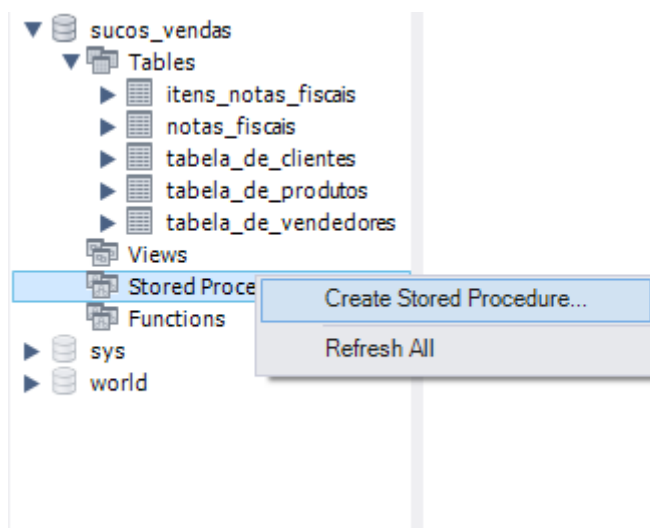 sucos_vendas
Tables
itens_notas_fiscais
notas_fiscais
tabela_de_clientes
tabela_de_produtos
tabela_de_vendedores
Views
Stored Proce
Create Stored Procedure...
Functions
Refresh All
sys
world